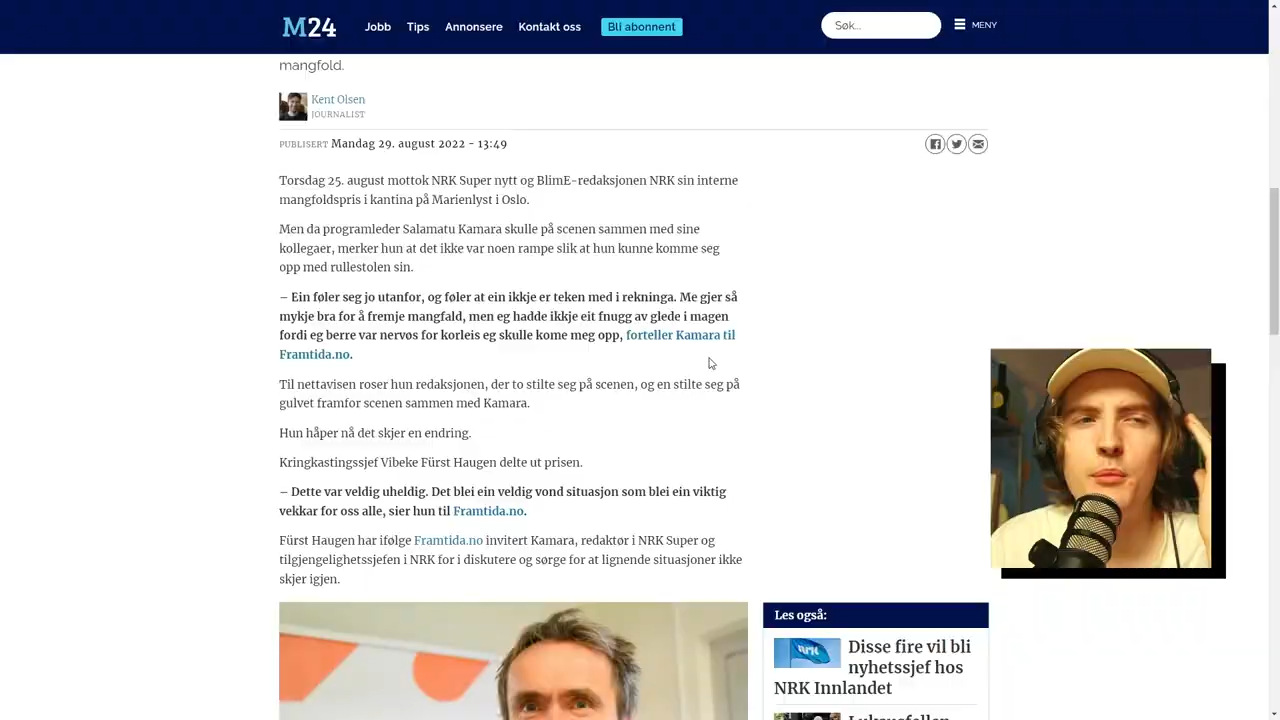 M24
Jobb Tips Annonsere Kontakt oss Bli abonnent Søk... MENY
mangfold.
Kent Olsen
JOURNALIST
PUBLISERT Mandag 29. august 2022 - 13:49
Torsdag 25. august mottok NRK Super nytt og BlimE-redaksjonen NRK sin interne
mangfoldspris i kantina på Marienlyst i Oslo.
Men da programleder Salamatu Kamara skulle på scenen sammen med sine
kollegaer, merker hun at det ikke var noen rampe slik at hun kunne komme seg
opp med rullestolen sin.
– Ein føler seg jo utanfor, og føler at ein ikkje er teken med i rekninga. Me gjer så
mykje bra for å fremje mangfald, men eg hadde ikkje eit fnugg av glede i magen
fordi eg berre var nervøs for korleis eg skulle kome meg opp, forteller Kamara til
Framtida.no.
Til nettavisen roser hun redaksjonen, der to stilte seg på scenen, og en stilte seg på
gulvet framfor scenen sammen med Kamara.
Hun håper nå det skjer en endring.
Kringkastingssjef Vibeke Fürst Haugen delte ut prisen.
– Dette var veldig uheldig. Det blei ein veldig vond situasjon som blei ein viktig
vekkar for oss alle, sier hun til Framtida.no.
Fürst Haugen har ifølge Framtida.no invitert Kamara, redaktør i NRK Super og
tilgjengelighetssjefen i NRK for i diskutere og sørge for at lignende situasjoner ikke
skjer igjen.
Les også:
NRK
Disse fire vil bli
nyhetssjef hos
NRK Innlandet